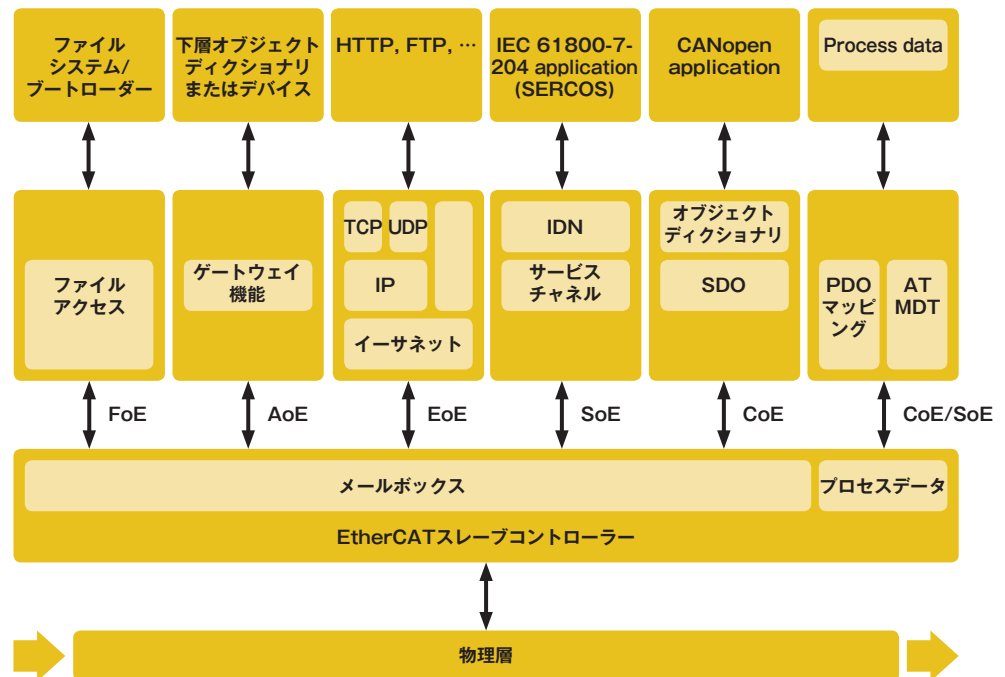 ファイル
システム/
ブートローダー
下層オブジェクト
ディクショナリ
またはデバイス
HTTP, FTP, …
IEC 61800-7-
204 application
(SERCOS)
CANopen
application
Process data
ファイル
アクセス
ゲートウェイ
機能
TCP
UDP
IP
イーサネット
IDN
サービス
チャネル
オブジェクト
ディクショナリ
SDO
PDO
マッピ
ング
AT
MDT
FoE
AoE
EoE
SoE
CoE
CoE/SoE
メールボックス
プロセスデータ
EtherCATスレーブコントローラー
物理層